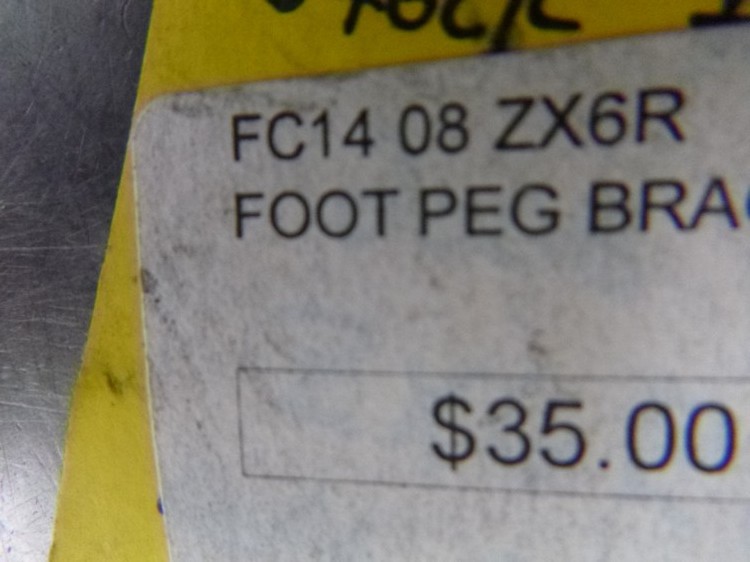 FC14 08 ZX6R
FOOT PEG BRA
$35.00